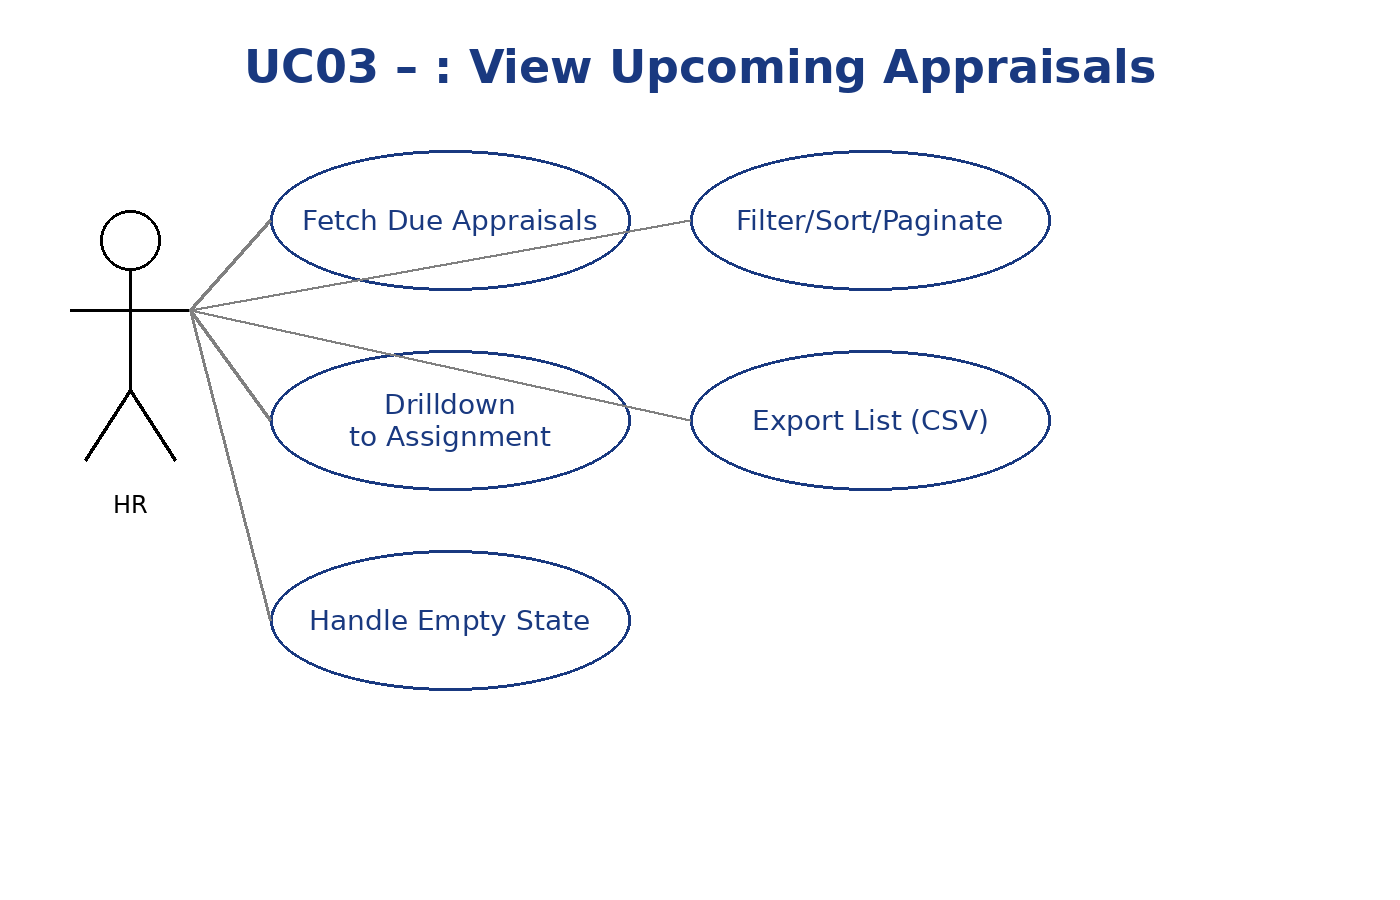 UC03 – : View Upcoming Appraisals
Fetch Due Appraisals
Filter/Sort/Paginate
Drilldown
to Assignment
Export List (CSV)
HR
Handle Empty State